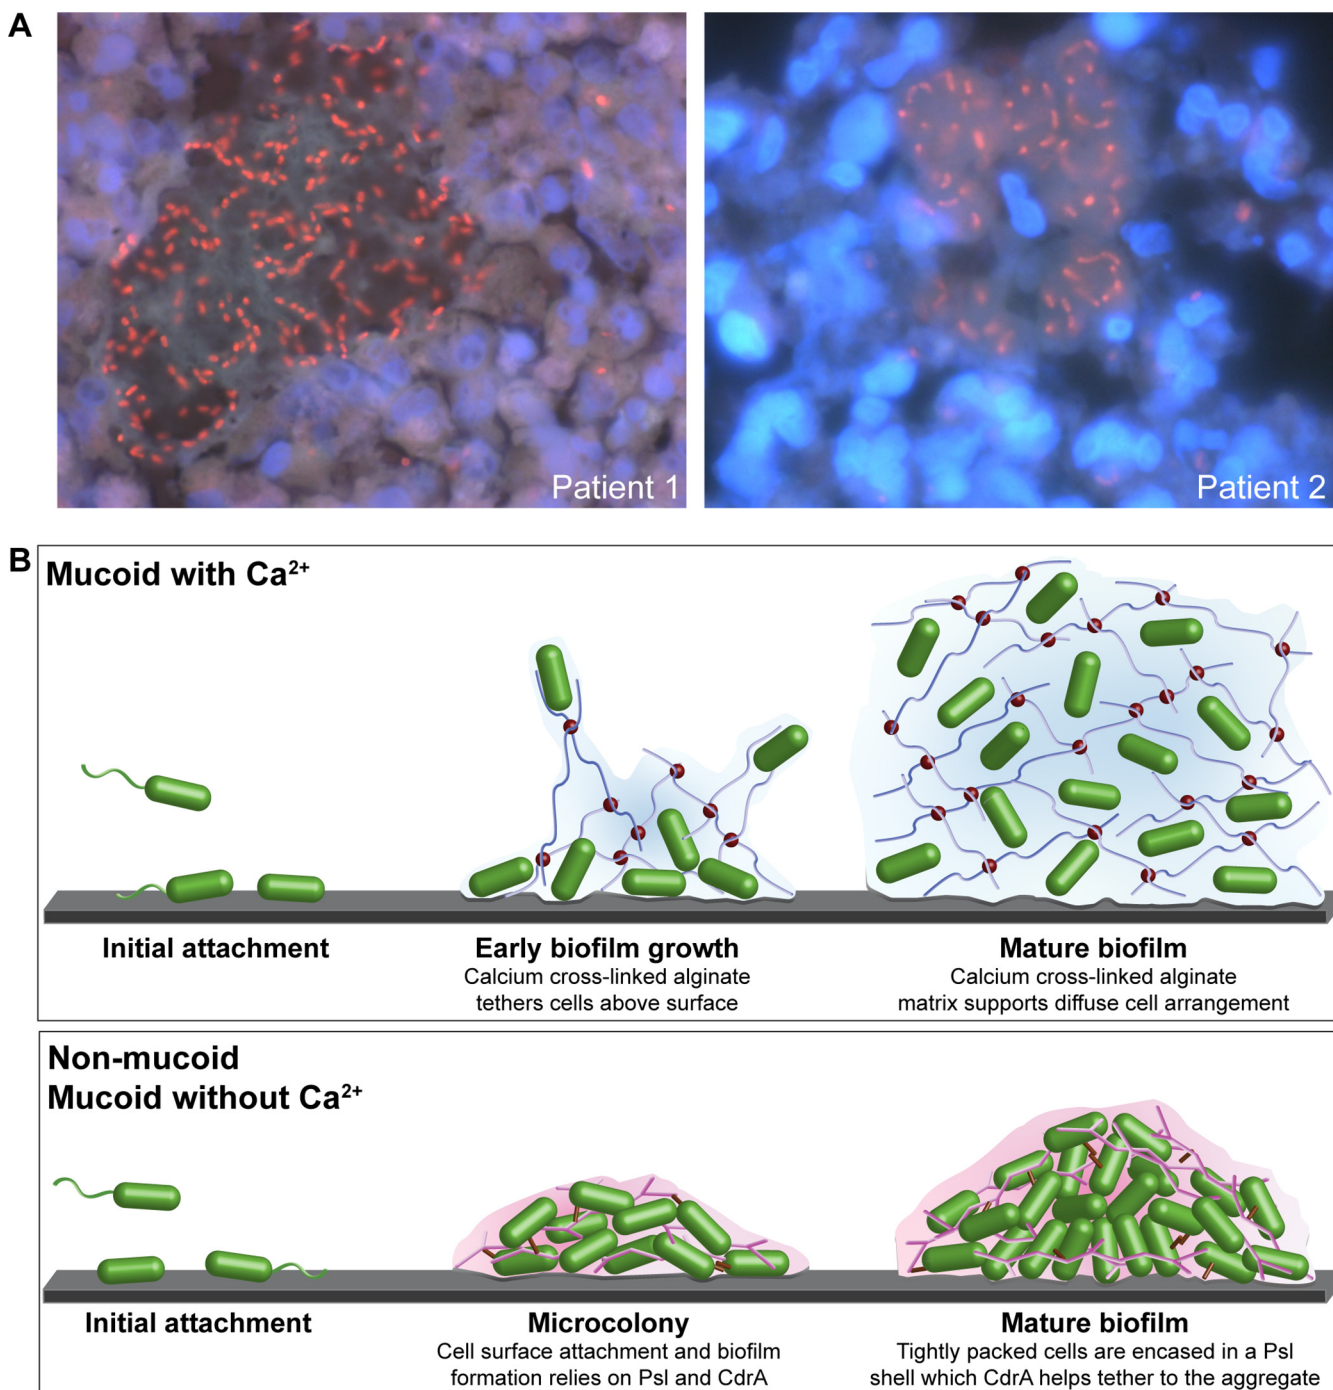 A
Patient 1
Patient 2
B
Mucoid with Ca²⁺
Initial attachment
Early biofilm growth
Calcium cross-linked alginate
tethers cells above surface
Mature biofilm
Calcium cross-linked alginate
matrix supports diffuse cell arrangement
Non-mucoid
Mucoid without Ca²⁺
Initial attachment
Microcolony
Cell surface attachment and biofilm
formation relies on Psl and CdrA
Mature biofilm
Tightly packed cells are encased in a Psl
shell which CdrA helps tether to the aggregate